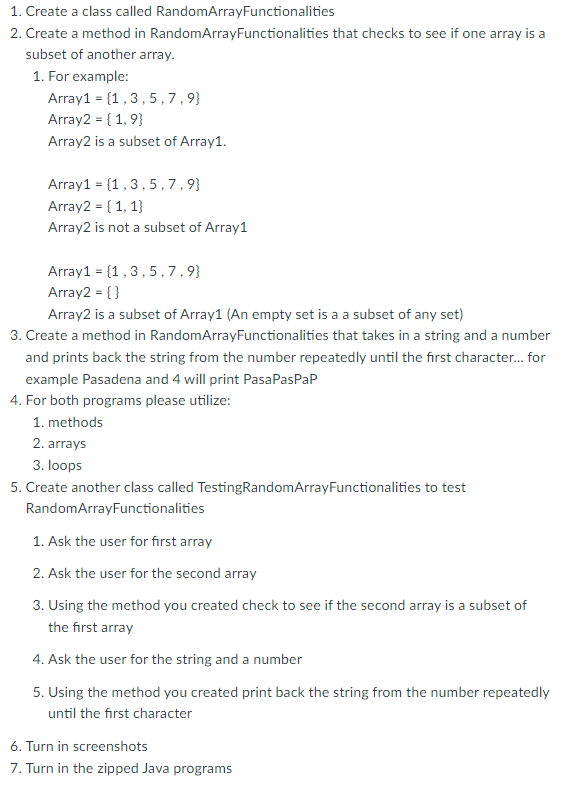 1. Create a class called RandomArrayFunctionalities
2. Create a method in RandomArrayFunctionalities that checks to see if one array is a
subset of another array.
1. For example:
Array1 = {1 , 3 , 5 , 7 , 9}
Array2 = { 1, 9}
Array2 is a subset of Array1.
Array1 = {1 , 3 , 5 , 7 , 9}
Array2 = { 1, 1}
Array2 is not a subset of Array1
Array1 = {1 , 3 , 5 , 7 , 9}
Array2 = { }
Array2 is a subset of Array1 (An empty set is a a subset of any set)
3. Create a method in RandomArrayFunctionalities that takes in a string and a number
and prints back the string from the number repeatedly until the first character... for
example Pasadena and 4 will print PasaPasPaP
4. For both programs please utilize:
1. methods
2. arrays
3. loops
5. Create another class called TestingRandomArrayFunctionalities to test
RandomArrayFunctionalities
1. Ask the user for first array
2. Ask the user for the second array
3. Using the method you created check to see if the second array is a subset of
the first array
4. Ask the user for the string and a number
5. Using the method you created print back the string from the number repeatedly
until the first character
6. Turn in screenshots
7. Turn in the zipped Java programs